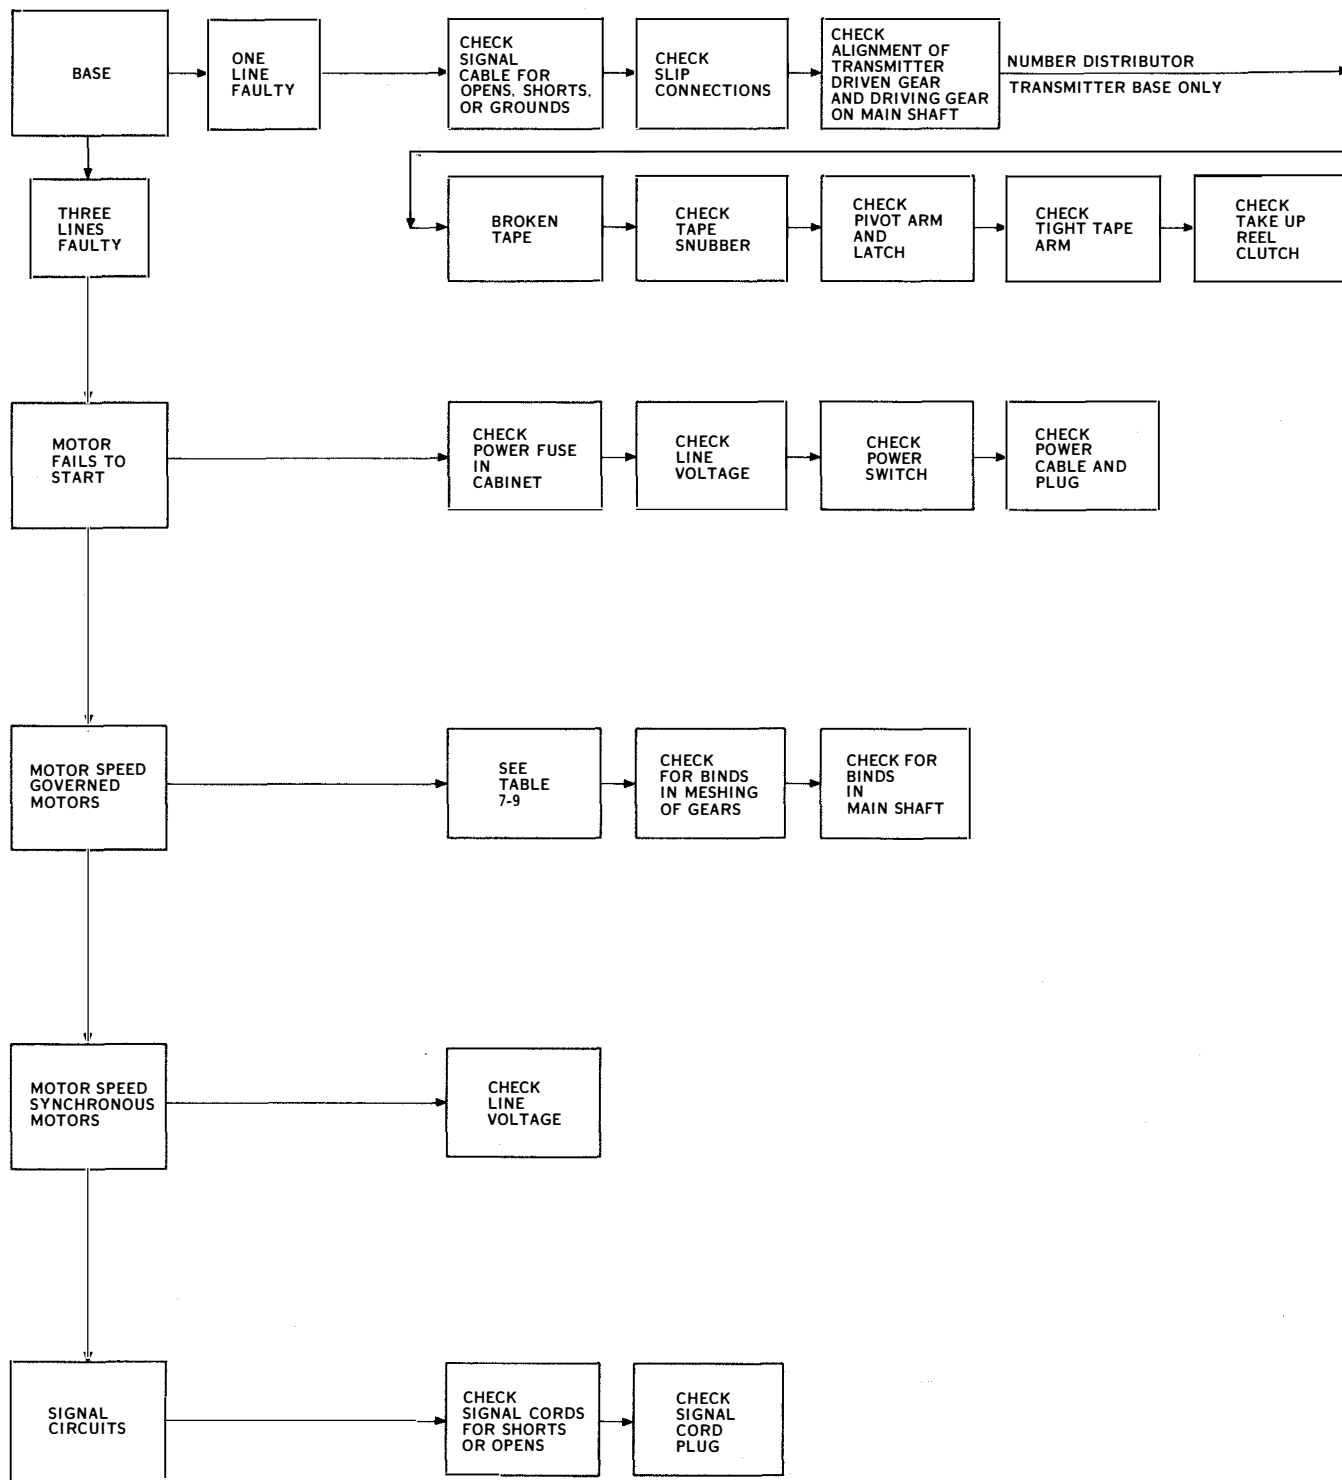 BASE
ONE
LINE
FAULTY
CHECK
SIGNAL
CABLE FOR
OPENS, SHORTS,
OR GROUNDS
CHECK
SLIP
CONNECTIONS
CHECK
ALIGNMENT OF
TRANSMITTER
DRIVEN GEAR
AND DRIVING GEAR
ON MAIN SHAFT
NUMBER DISTRIBUTOR
TRANSMITTER BASE ONLY
THREE
LINES
FAULTY
BROKEN
TAPE
CHECK
TAPE
SNUBBER
CHECK
PIVOT ARM
AND
LATCH
CHECK
TIGHT TAPE
ARM
CHECK
TAKE UP
REEL
CLUTCH
MOTOR
FAILS TO
START
CHECK
POWER FUSE
IN
CABINET
CHECK
LINE
VOLTAGE
CHECK
POWER
SWITCH
CHECK
POWER
CABLE AND
PLUG
MOTOR SPEED
GOVERNED
MOTORS
SEE
TABLE
7-9
CHECK
FOR BINDS
IN MESHING
OF GEARS
CHECK FOR
BINDS
IN
MAIN SHAFT
MOTOR SPEED
SYNCHRONOUS
MOTORS
CHECK
LINE
VOLTAGE
SIGNAL
CIRCUITS
CHECK
SIGNAL CORDS
FOR SHORTS
OR OPENS
CHECK
SIGNAL
CORD
PLUG